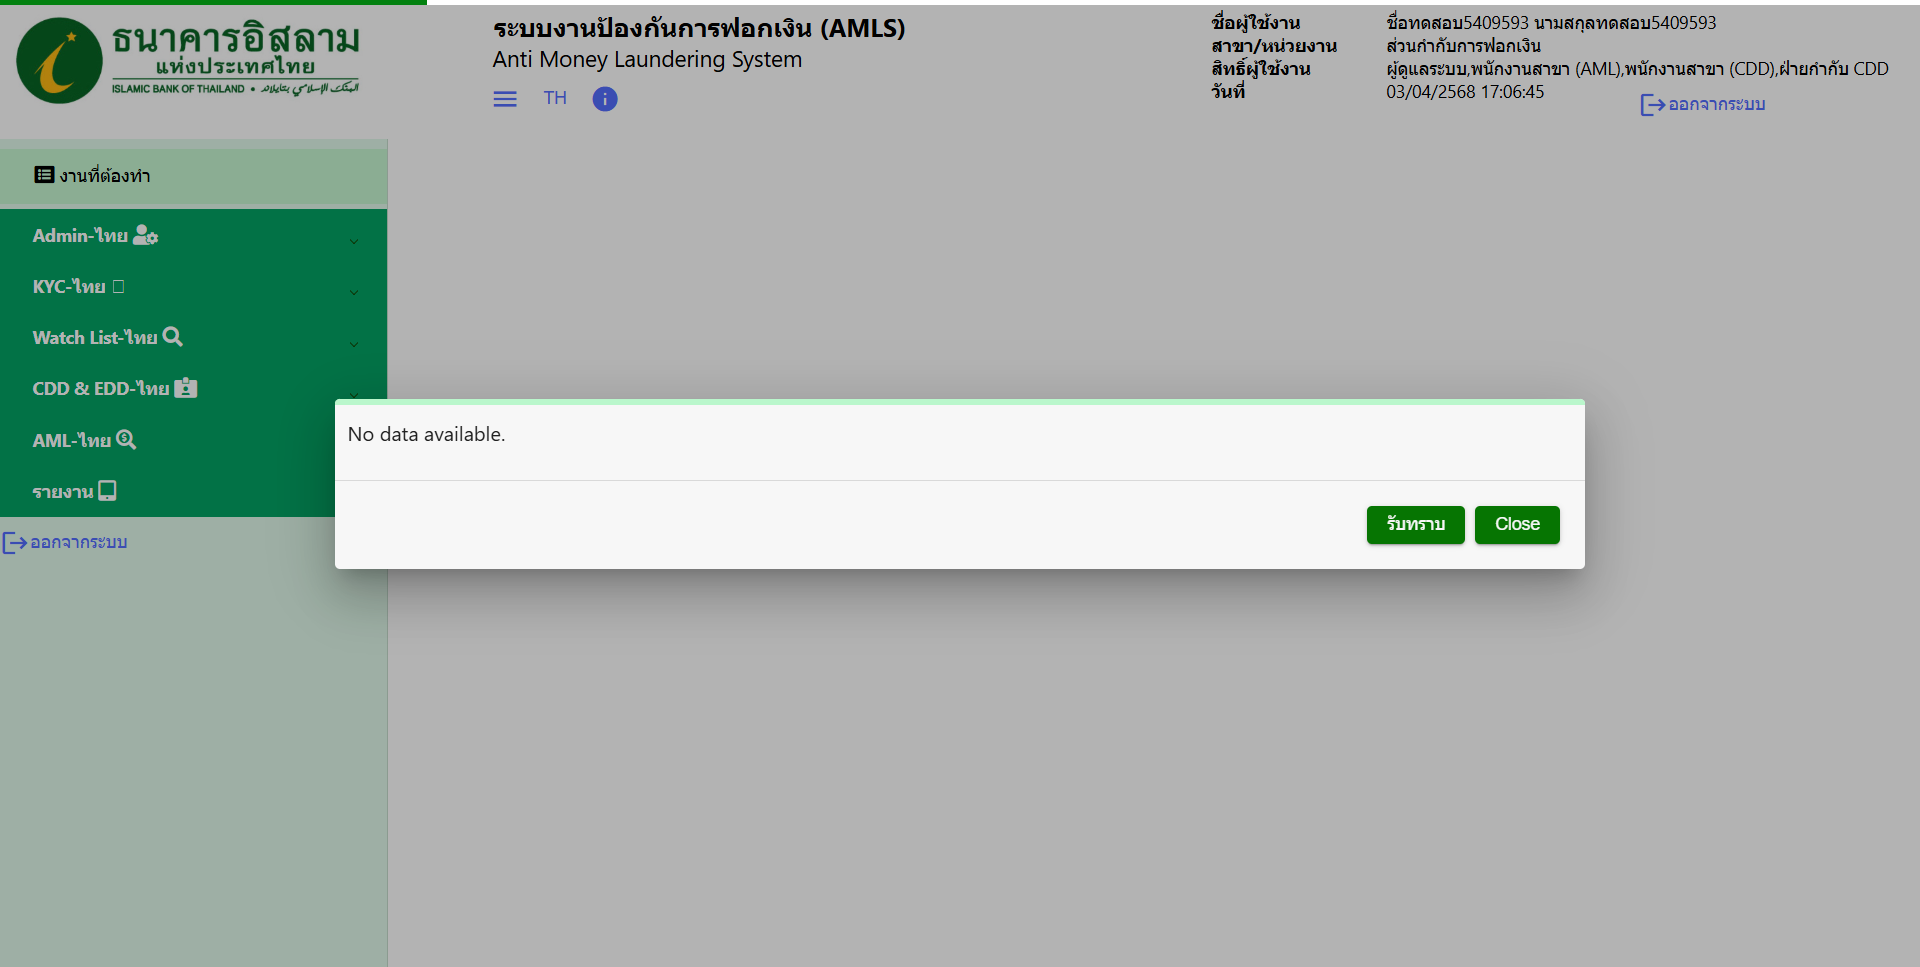 ธนาคารอิสลาม
แห่งประเทศไทย
ISLAMIC BANK OF THAILAND •
ระบบงานป้องกันการฟอกเงิน (AMLS)
Anti Money Laundering System
TH
ชื่อผู้ใช้งาน ชื่อทดสอบ5409593 นามสกุลทดสอบ5409593
สาขา/หน่วยงาน ส่วนกำกับการฟอกเงิน
สิทธิ์ผู้ใช้งาน ผู้ดูแลระบบ,พนักงานสาขา (AML),พนักงานสาขา (CDD),ฝ่ายกำกับ CDD
วันที่ 03/04/2568 17:06:45
ออกจากระบบ
งานที่ต้องทำ
Admin-ไทย
KYC-ไทย
Watch List-ไทย
CDD & EDD-ไทย
AML-ไทย
รายงาน
ออกจากระบบ
No data available.
รับทราบ Close